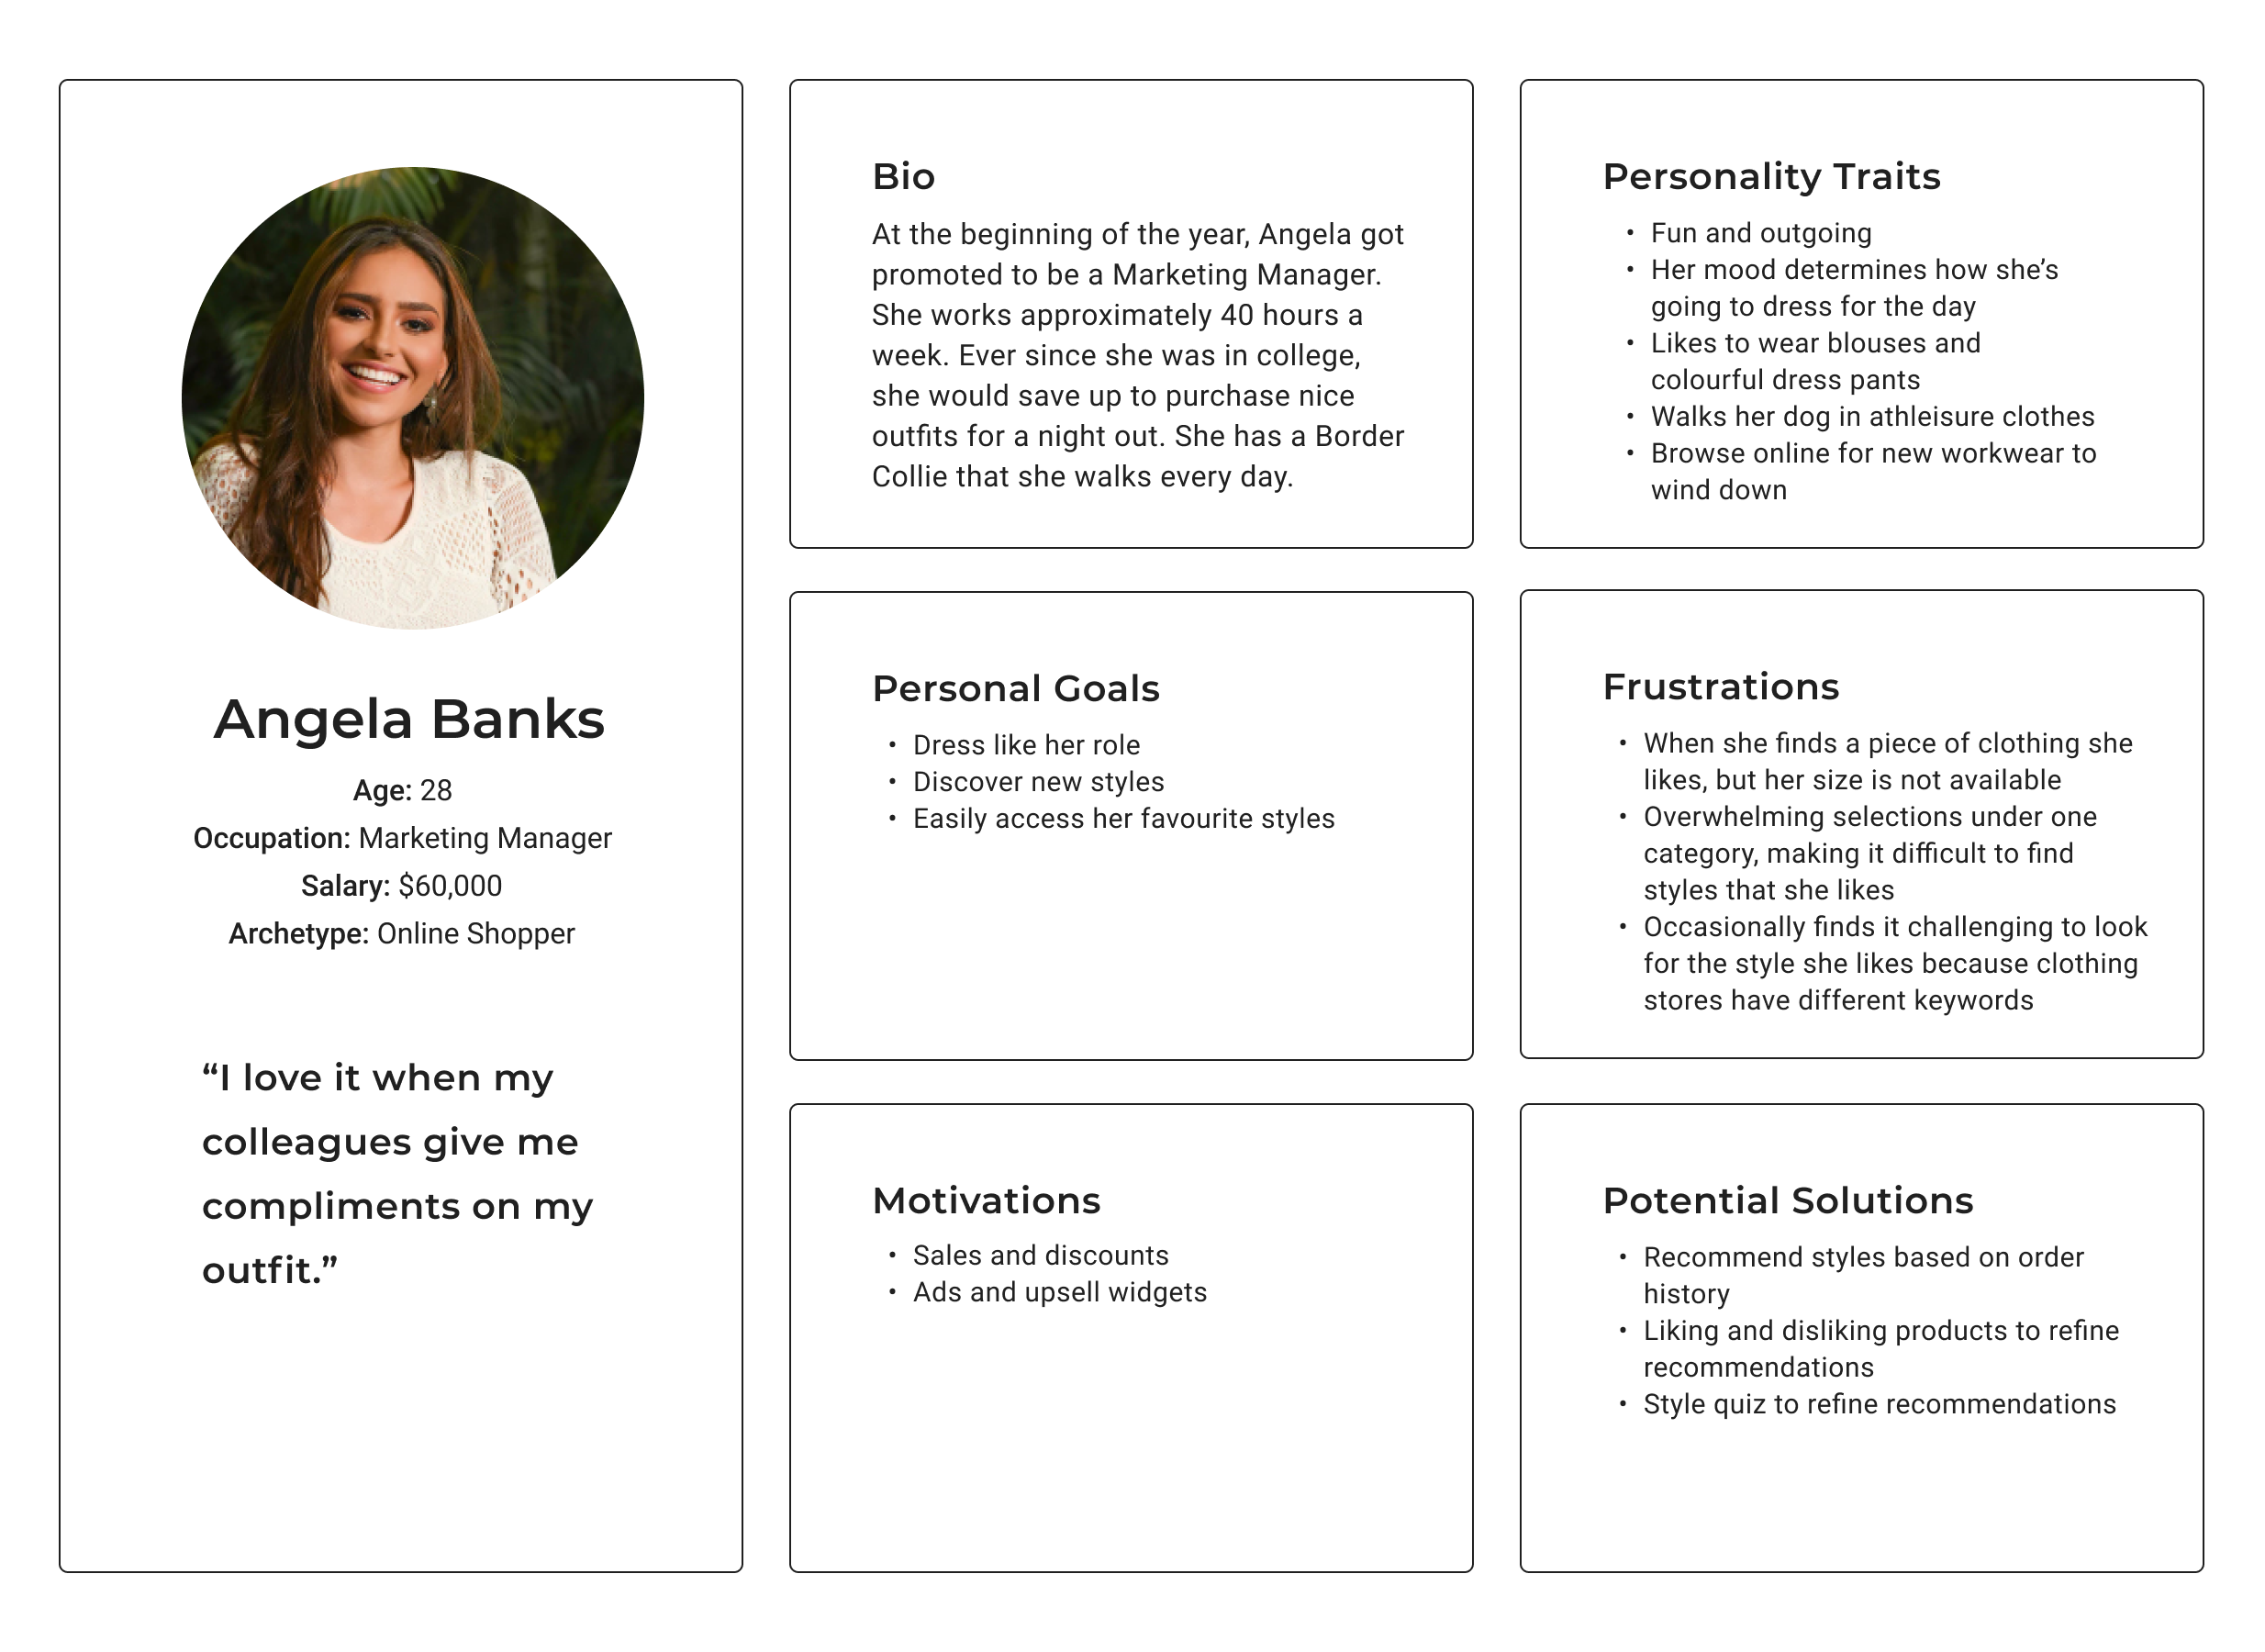 Angela Banks
Age: 28
Occupation: Marketing Manager
Salary: $60,000
Archetype: Online Shopper
“I love it when my
colleagues give me
compliments on my
outfit.”
Bio
At the beginning of the year, Angela got
promoted to be a Marketing Manager.
She works approximately 40 hours a
week. Ever since she was in college,
she would save up to purchase nice
outfits for a night out. She has a Border
Collie that she walks every day.
Personality Traits
• Fun and outgoing
• Her mood determines how she’s
going to dress for the day
• Likes to wear blouses and
colourful dress pants
• Walks her dog in athleisure clothes
• Browse online for new workwear to
wind down
Personal Goals
• Dress like her role
• Discover new styles
• Easily access her favourite styles
Frustrations
• When she finds a piece of clothing she
likes, but her size is not available
• Overwhelming selections under one
category, making it difficult to find
styles that she likes
• Occasionally finds it challenging to look
for the style she likes because clothing
stores have different keywords
Motivations
• Sales and discounts
• Ads and upsell widgets
Potential Solutions
• Recommend styles based on order
history
• Liking and disliking products to refine
recommendations
• Style quiz to refine recommendations